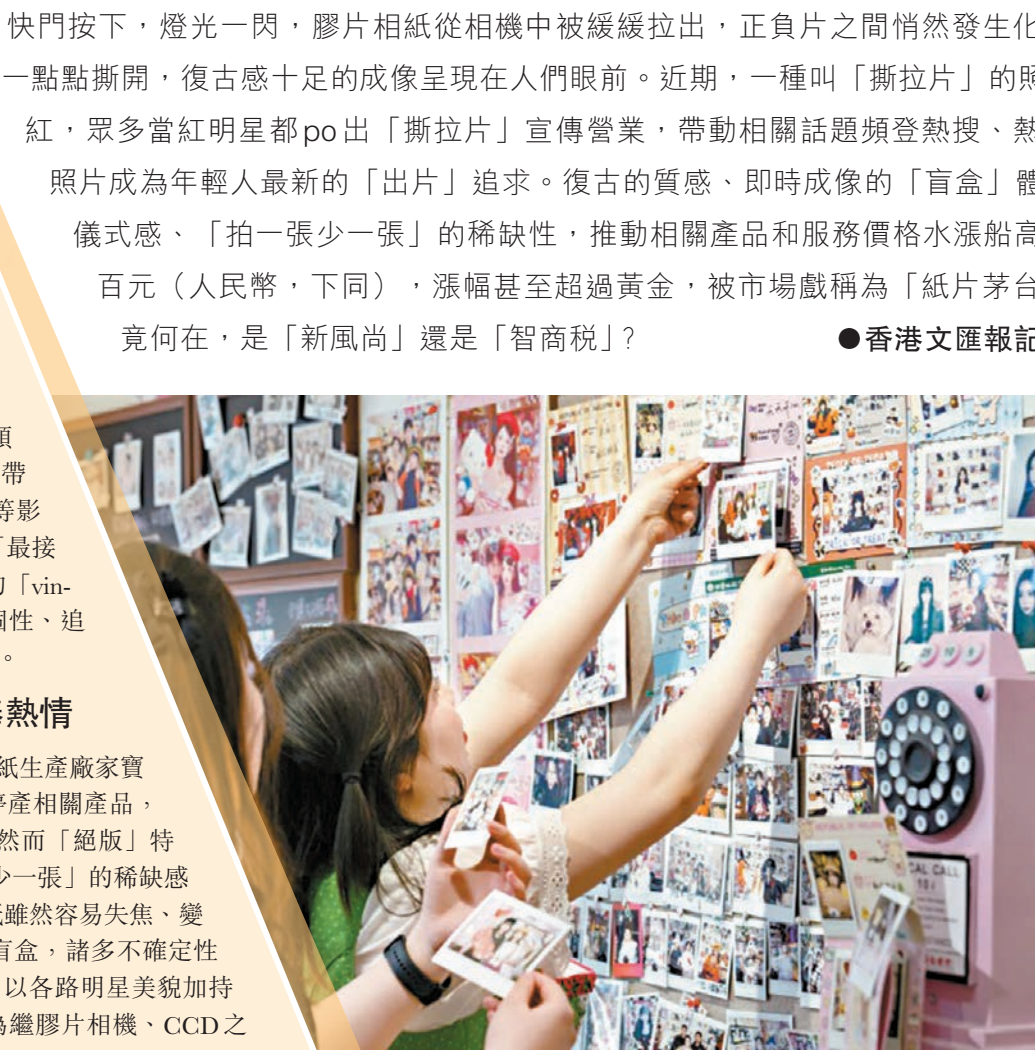 快門按下，燈光一閃，膠片相紙從相機中被緩緩拉出，正負片之間悄然發生化
一點點撕開，復古感十足的成像呈現在人們眼前。近期，一種叫「撕拉片」的照
紅，眾多當紅明星都po出「撕拉片」宣傳營業，帶動相關話題頻登熱搜、熱
照片成為年輕人最新的「出片」追求。復古的質感、即時成像的「盲盒」體
儀式感、「拍一張少一張」的稀缺性，推動相關產品和服務價格水漲船高
百元（人民幣，下同），漲幅甚至超過黃金，被市場戲稱為「紙片茅台
竟何在，是「新風尚」還是「智商稅」？
●香港文匯報記
帶
等影
「最接
「vin-
個性、追
。
熱情
紙生產廠家寶
停產相關產品，
然而「絕版」特
少一張」的稀缺感
雖然容易失焦、變
盲盒，諸多不確定性
以各路明星美貌加持
為繼膠片相機、CCD之